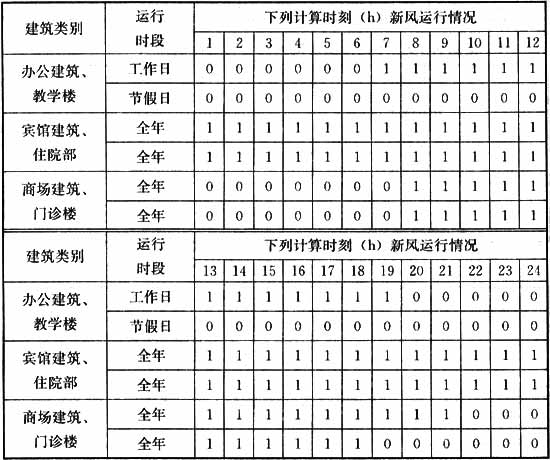 建筑类别 运行时段 下列计算时刻（h）新风运行情况
1 2 3 4 5 6 7 8 9 10 11 12
办公建筑、教学楼 工作日 0 0 0 0 0 0 1 1 1 1 1 1
节假日 0 0 0 0 0 0 0 0 0 0 0 0
宾馆建筑、住院部 全年 1 1 1 1 1 1 1 1 1 1 1 1
全年 1 1 1 1 1 1 1 1 1 1 1 1
商场建筑、门诊楼 全年 0 0 0 0 0 0 0 1 1 1 1 1
全年 0 0 0 0 0 0 0 1 1 1 1 1
建筑类别 运行时段 下列计算时刻（h）新风运行情况
13 14 15 16 17 18 19 20 21 22 23 24
办公建筑、教学楼 工作日 1 1 1 1 1 1 1 0 0 0 0 0
节假日 0 0 0 0 0 0 0 0 0 0 0 0
宾馆建筑、住院部 全年 1 1 1 1 1 1 1 1 1 1 1 1
全年 1 1 1 1 1 1 1 1 1 1 1 1
商场建筑、门诊楼 全年 1 1 1 1 1 1 1 1 1 0 0 0
全年 1 1 1 1 1 1 0 0 0 0 0 0